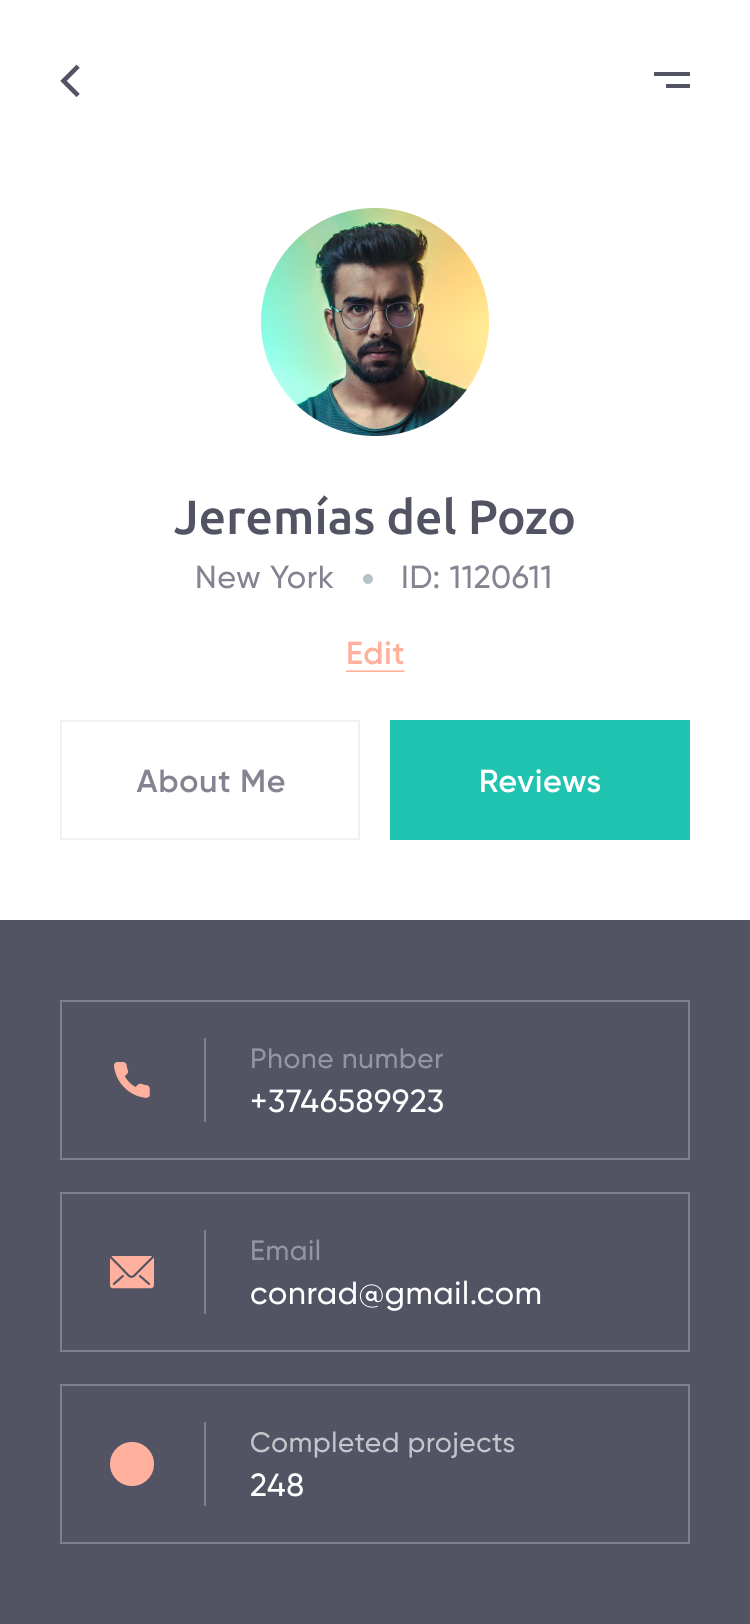 Jeremías del Pozo
New York • ID: 1120611
Edit
About Me
Reviews
Phone number
+3746589923
Email
conrad@gmail.com
Completed projects
248